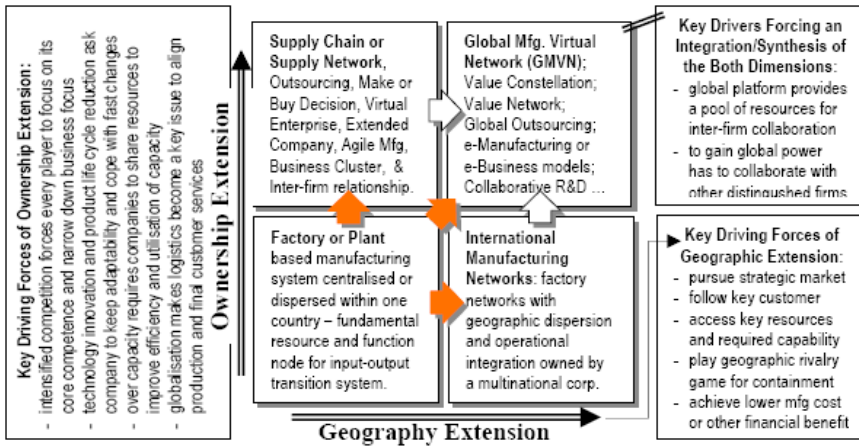 Key Driving Forces of Ownership Extension:
- intensified competition forces every player to focus on its
core competence and narrow down business focus
- technology innovation and product life cycle reduction ask
company to keep adaptability and cope with fast changes
- over capacity requires companies to share resources to
improve efficiency and utilisation of capacity
- globalisation makes logistics become a key issue to align
production and final customer services
Ownership Extension
Supply Chain or
Supply Network,
Outsourcing, Make or
Buy Decision, Virtual
Enterprise, Extended
Company, Agile Mfg,
Business Cluster, &
Inter-firm relationship.
Global Mfg. Virtual
Network (GMVN);
Value Constellation;
Value Network;
Global Outsourcing;
e-Manufacturing or
e-Business models;
Collaborative R&D ...
Key Drivers Forcing an
Integration/Synthesis of
the Both Dimensions:
- global platform provides
a pool of resources for
inter-firm collaboration
- to gain global power
has to collaborate with
other distingushed firms
Factory or Plant
based manufacturing
system centralised or
dispersed within one
country – fundamental
resource and function
node for input-output
transition system.
International
Manufacturing
Networks: factory
networks with
geographic dispersion
and operational
integration owned by
a multinational corp.
Key Driving Forces of
Geographic Extension:
- pursue strategic market
- follow key customer
- access key resources
and required capability
- play geographic rivalry
game for containment
- achieve lower mfg cost
or other financial benefit
Geography Extension